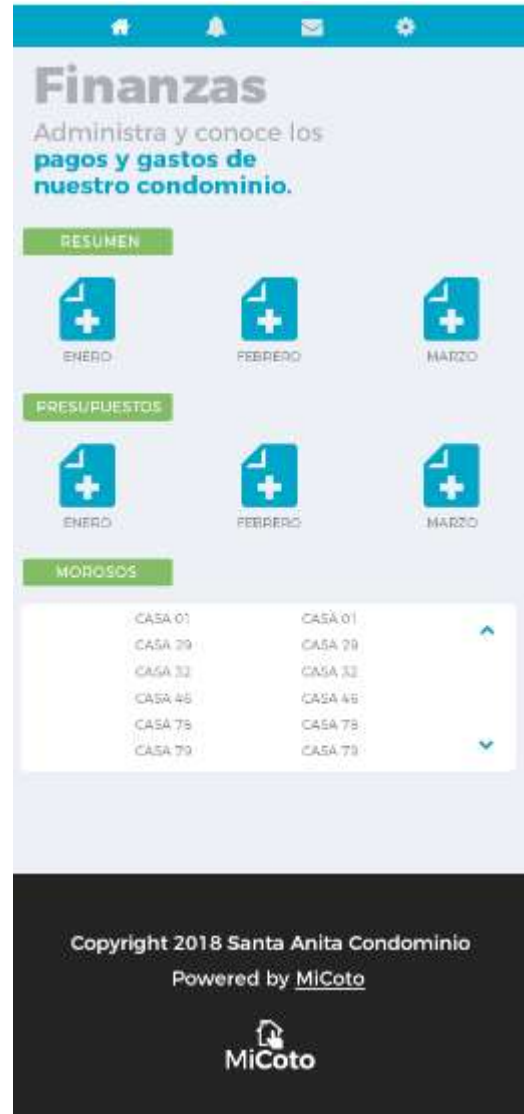 Finanzas
Administra y conoce los
pagos y gastos de
nuestro condominio.
RESUMEN
ENERO FEBRERO MARZO
PRESUPUESTOS
ENERO FEBRERO MARZO
MOROSOS
CASA 01 CASA 01
CASA 29 CASA 29
CASA 32 CASA 32
CASA 46 CASA 46
CASA 78 CASA 78
CASA 79 CASA 79
Copyright 2018 Santa Anita Condominio
Powered by MiCoto
MiCoto